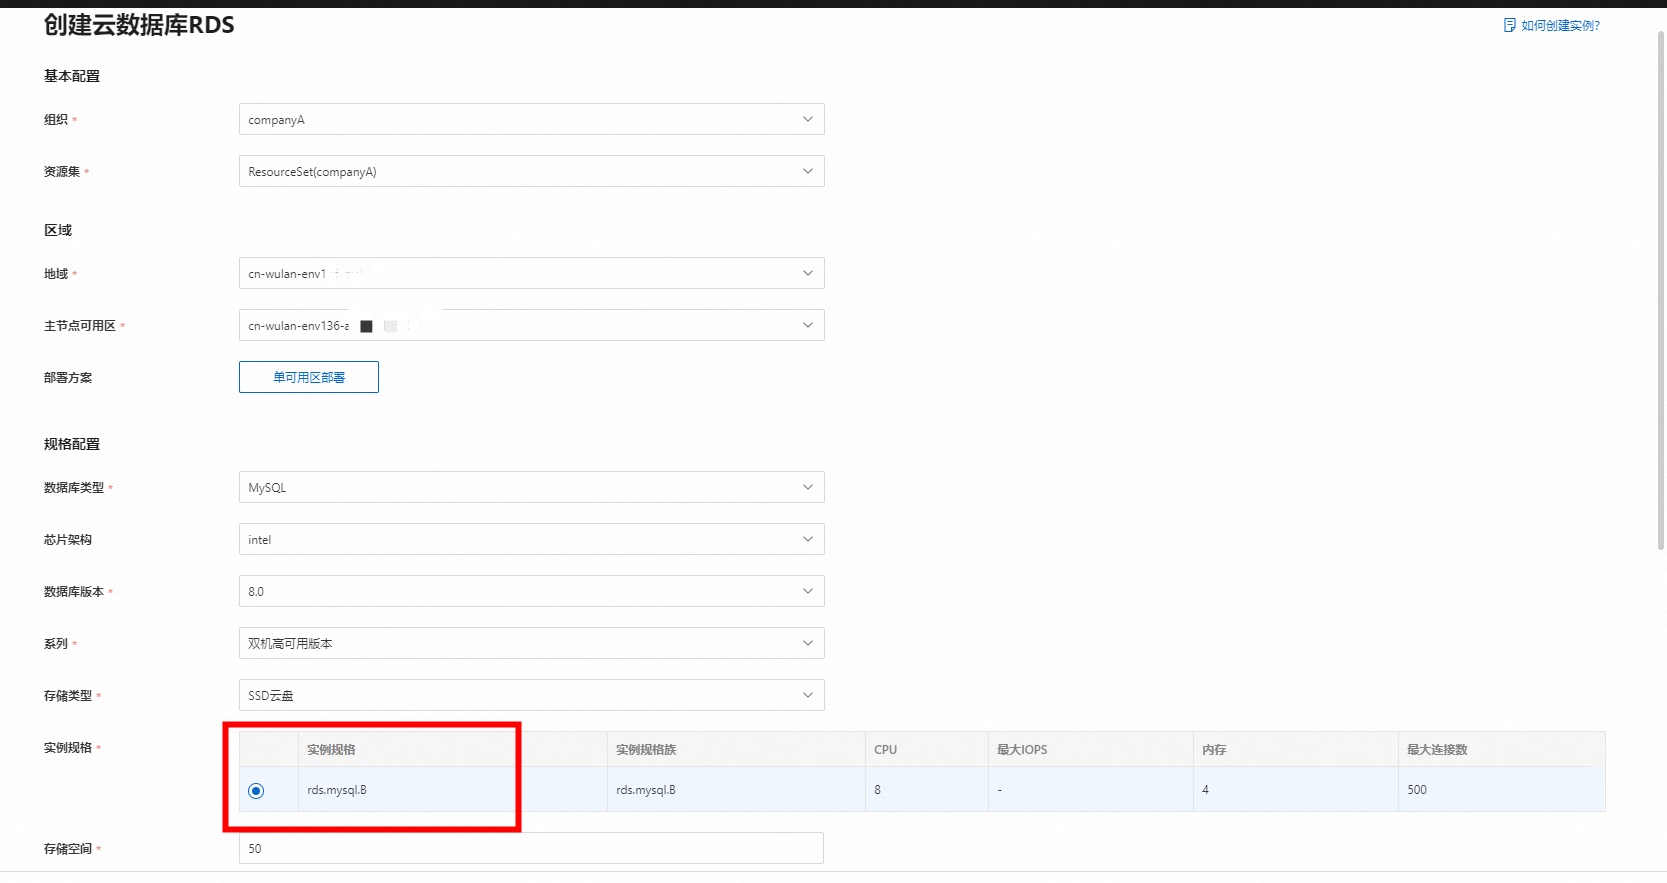 创建云数据库RDS
如何创建实例?
基本配置
组织 *
companyA
资源集 *
ResourceSet(companyA)
区域
地域 *
cn-wulan-env1
主节点可用区 *
cn-wulan-env136-a
部署方案
单可用区部署
规格配置
数据库类型 *
MySQL
芯片架构
intel
数据库版本 *
8.0
系列 *
双机高可用版本
存储类型 *
SSD云盘
实例规格 *
实例规格 实例规格族 CPU 最大IOPS 内存 最大连接数
rds.mysql.B rds.mysql.B 8 - 4 500
存储空间 *
50